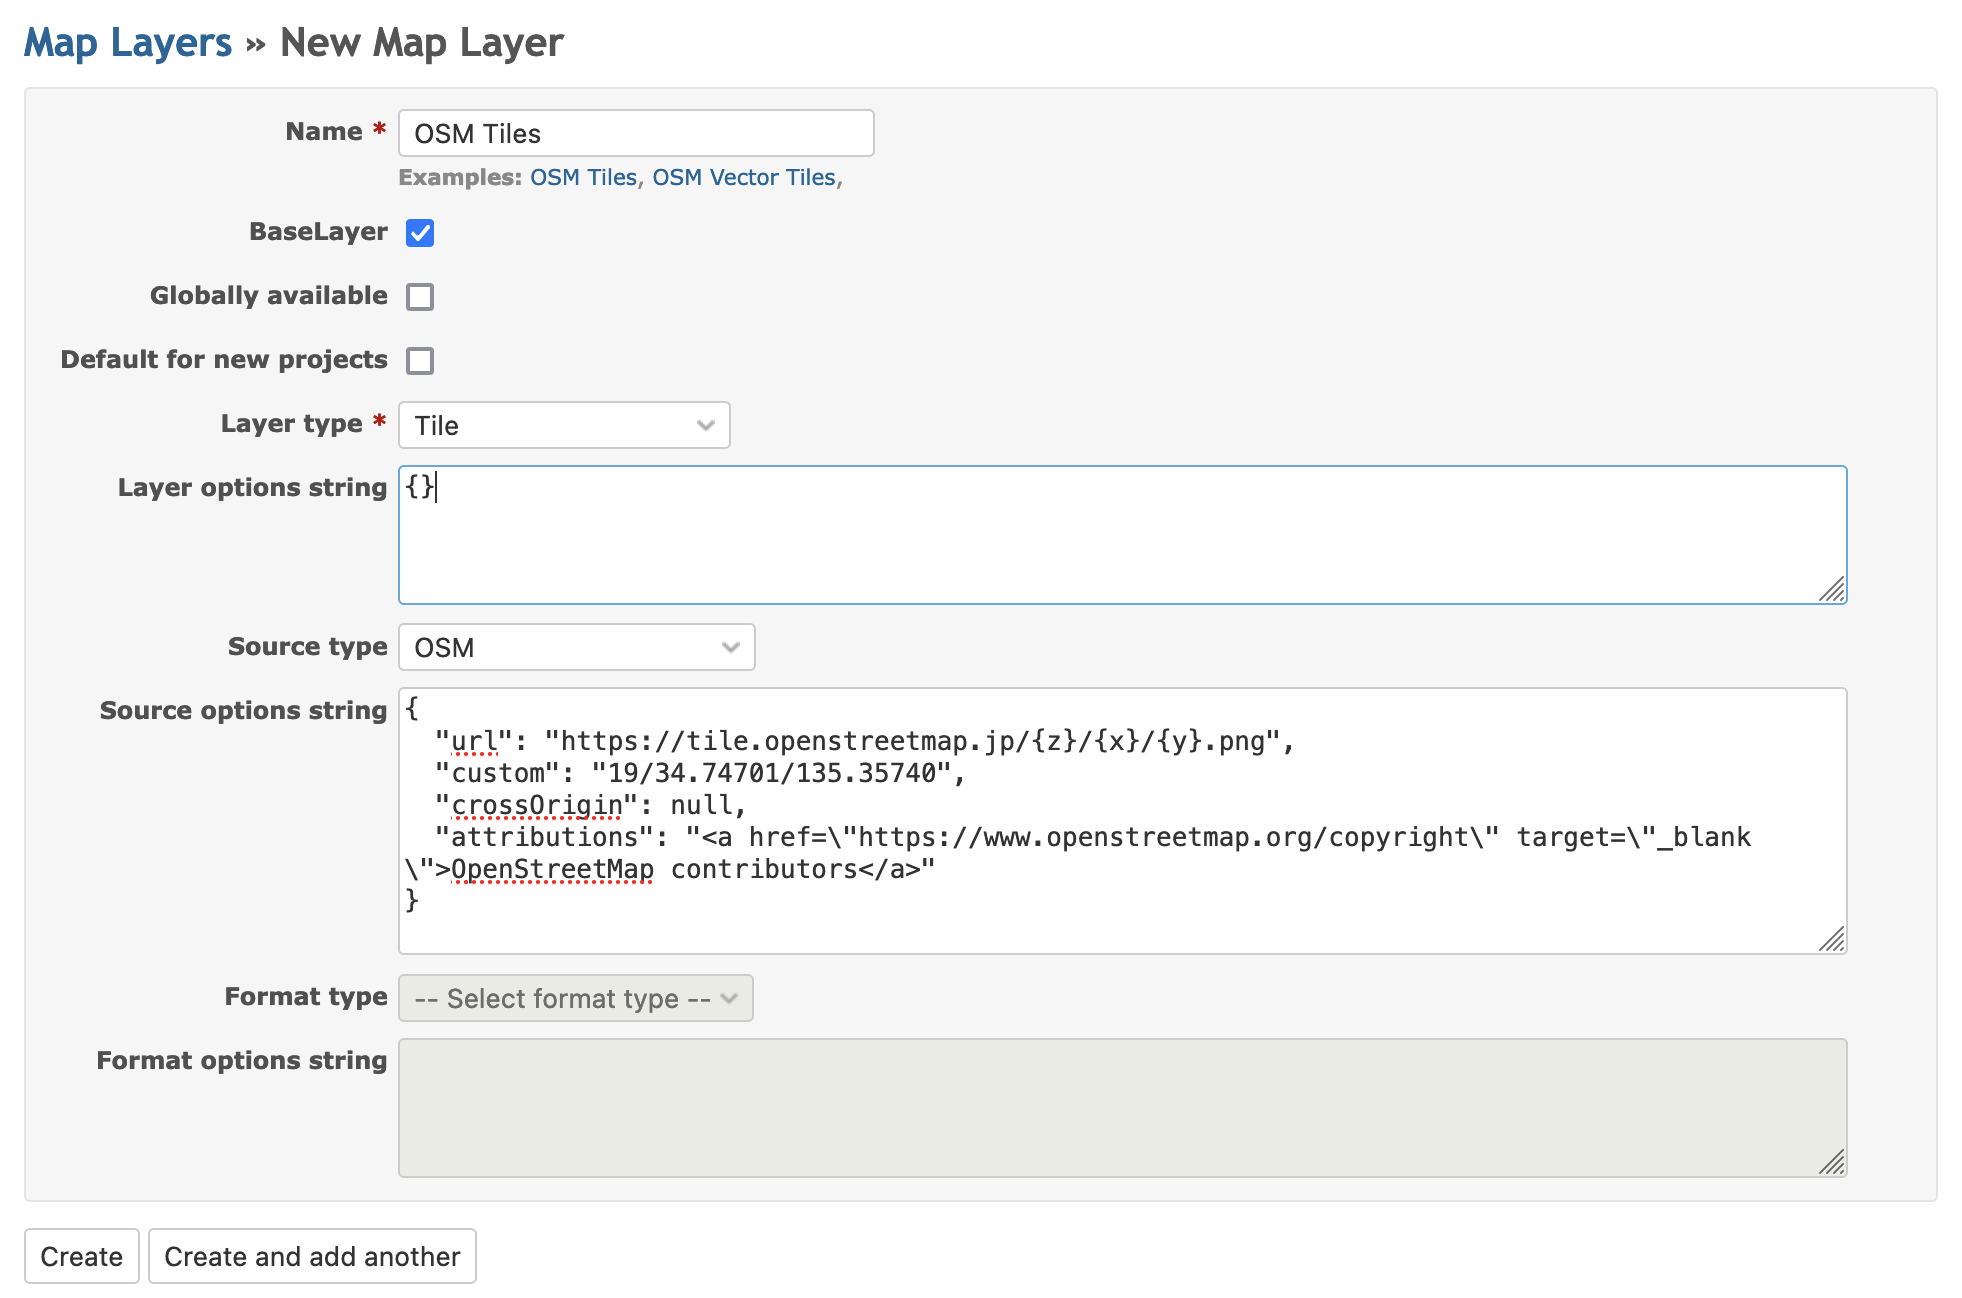 Map Layers » New Map Layer
Name *
OSM Tiles
Examples: OSM Tiles, OSM Vector Tiles,
BaseLayer
Globally available
Default for new projects
Layer type *
Tile
Layer options string
{}
Source type
OSM
Source options string
{
  "url": "https://tile.openstreetmap.jp/{z}/{x}/{y}.png",
  "custom": "19/34.74701/135.35740",
  "crossOrigin": null,
  "attributions": "<a href=\"https://www.openstreetmap.org/copyright\" target=\"_blank
\">OpenStreetMap contributors</a>"
}
Format type
-- Select format type --
Format options string
Create
Create and add another